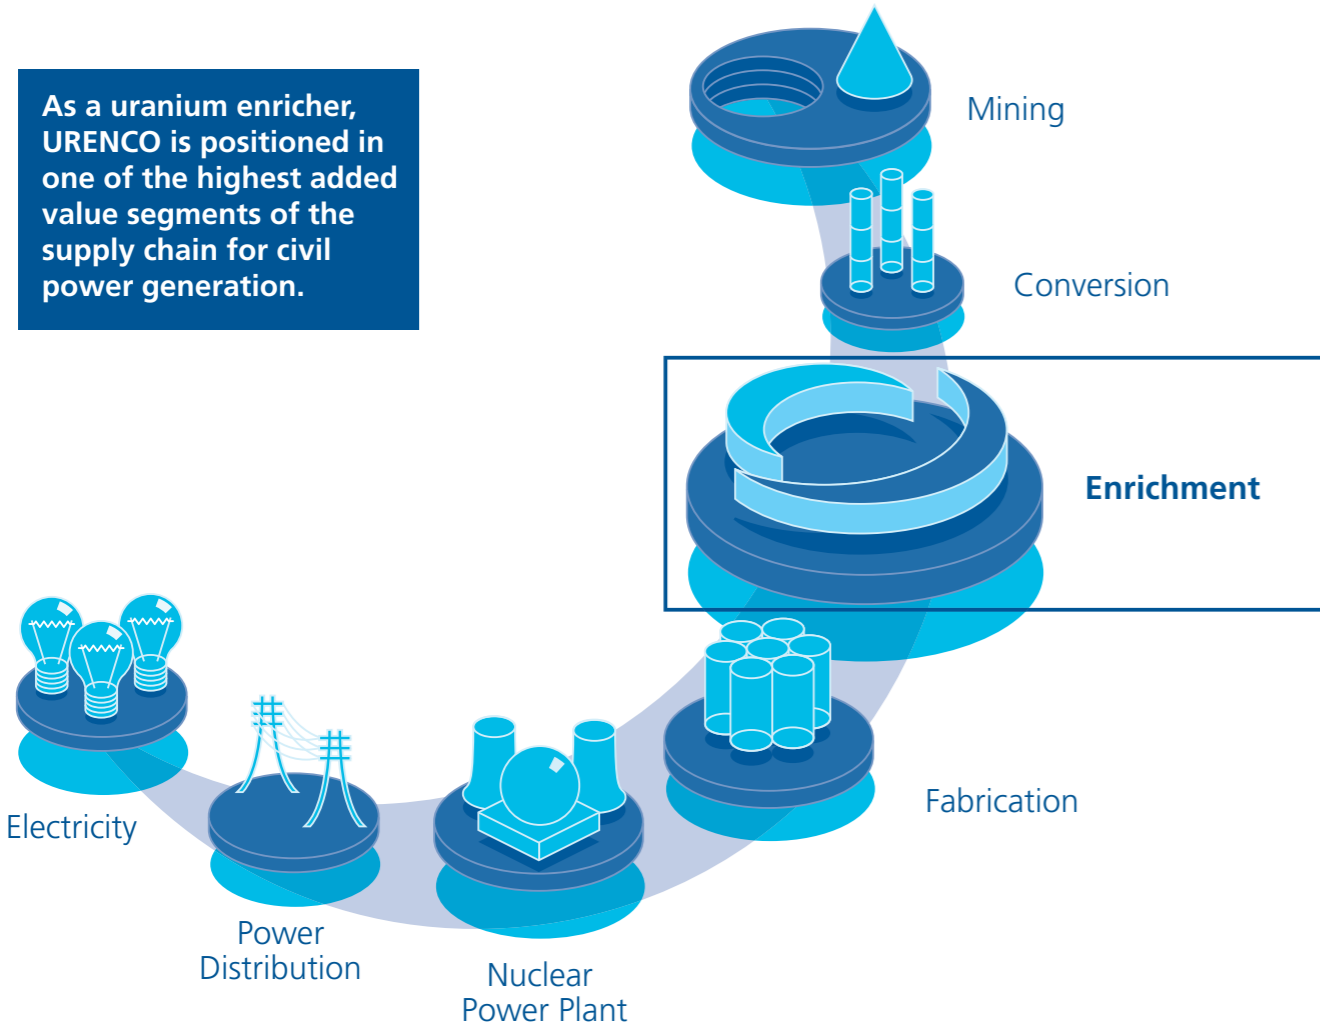 As a uranium enricher,
URENCO is positioned in
one of the highest added
value segments of the
supply chain for civil
power generation.
Mining
Conversion
Enrichment
Fabrication
Nuclear
Power Plant
Power
Distribution
Electricity